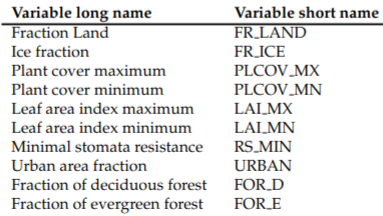 Variable long name Variable short name
Fraction Land FR_LAND
Ice fraction FR_ICE
Plant cover maximum PLCOV_MX
Plant cover minimum PLCOV_MN
Leaf area index maximum LAI_MX
Leaf area index minimum LAI_MN
Minimal stomata resistance RS_MIN
Urban area fraction URBAN
Fraction of deciduous forest FOR_D
Fraction of evergreen forest FOR_E